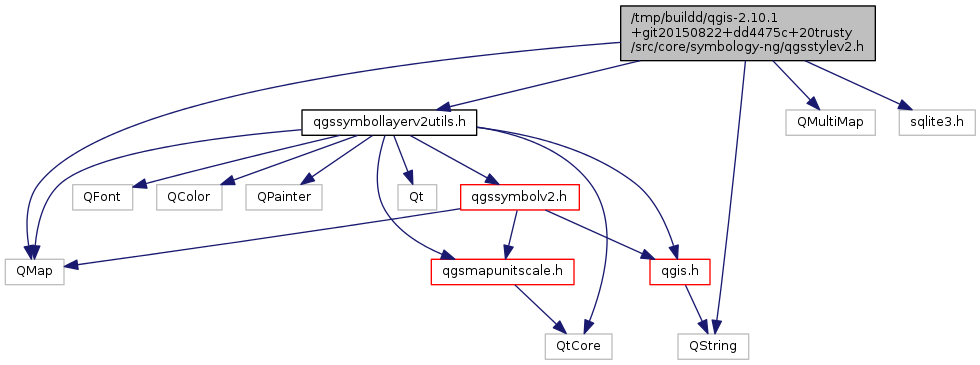 /tmp/buildd/qgis-2.10.1
+git20150822+dd4475c+20trusty
/src/core/symbology-ng/qgsstylev2.h
qgssymbollayerv2utils.h
QMultiMap
sqlite3.h
QFont
QColor
QPainter
Qt
qgssymbolv2.h
QMap
qgsmapunitscale.h
qgis.h
QtCore
QString